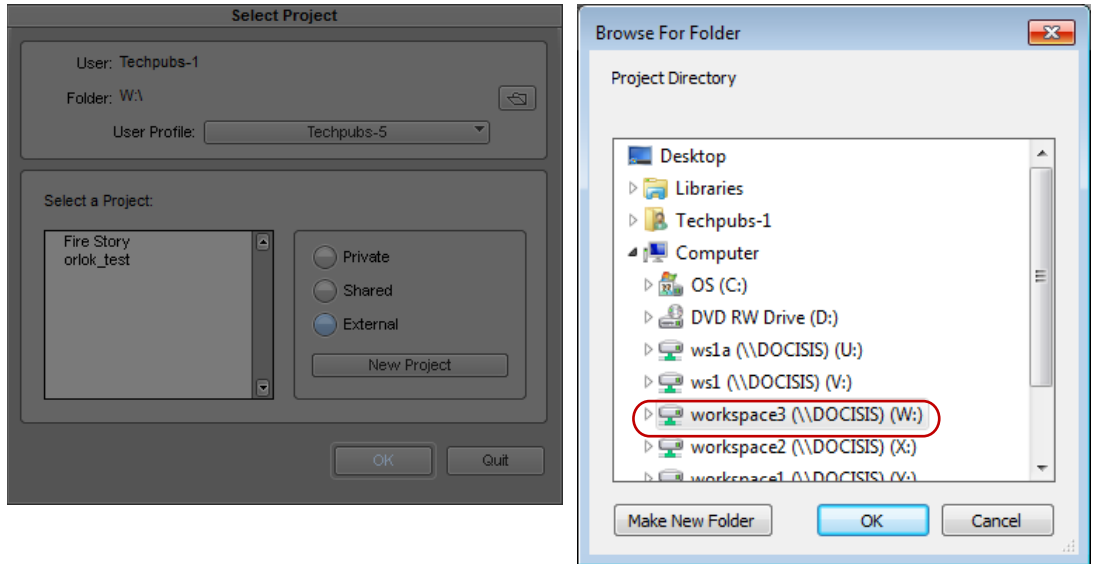 Select Project
User: Techpubs-1
Folder: W:\
User Profile: Techpubs-5
Select a Project:
Fire Story
orlok_test
Private
Shared
External
New Project
OK
Quit
Browse For Folder
Project Directory
Desktop
Libraries
Techpubs-1
Computer
OS (C:)
DVD RW Drive (D:)
ws1a (\\DOCISIS) (U:)
ws1 (\\DOCISIS) (V:)
workspace3 (\\DOCISIS) (W:)
workspace2 (\\DOCISIS) (X:)
workspace1 (\\DOCISIS) (Y:)
Make New Folder
OK
Cancel